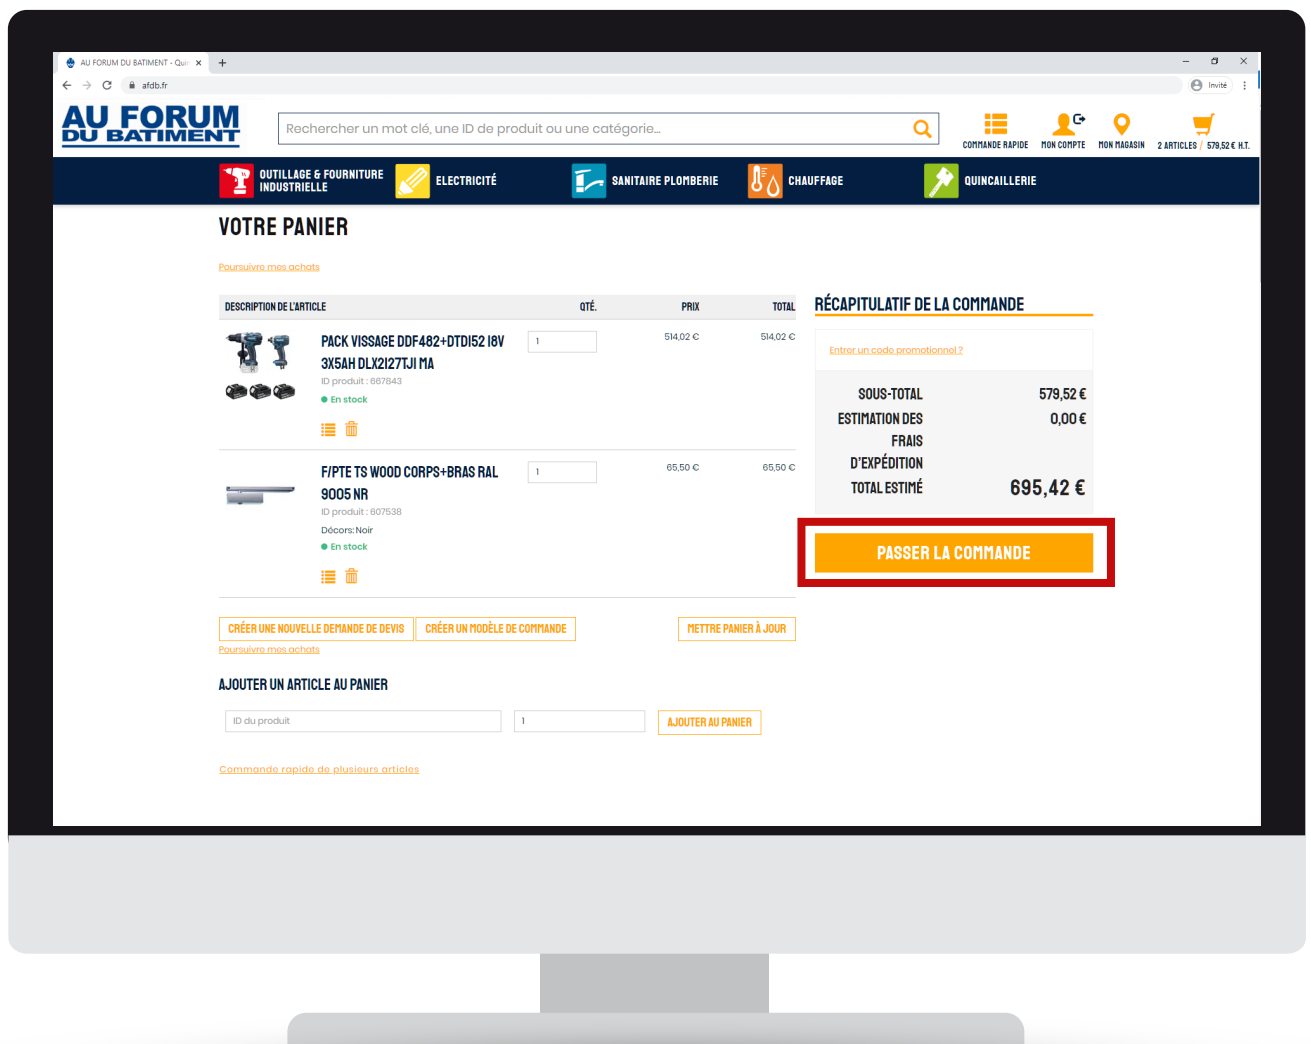 AU FORUM DU BATIMENT - Qui
afdb.fr
Invité
AU FORUM
DU BATIMENT
Rechercher un mot clé, une ID de produit ou une catégorie...
COMMANDE RAPIDE
MON COMPTE
MON MAGASIN
2 ARTICLES / 579,52 € H.T.
OUTILLAGE & FOURNITURE
INDUSTRIELLE
ELECTRICITÉ
SANITAIRE PLOMBERIE
CHAUFFAGE
QUINCAILLERIE
VOTRE PANIER
Poursuivre mes achats
DESCRIPTION DE L'ARTICLE QTÉ. PRIX TOTAL
PACK VISSAGE DDF482+DTD152 18V
3X5AH DLX2127TJ1 MA
ID produit : 667843
En stock
1
514,02 €
514,02 €
F/PTE TS WOOD CORPS+BRAS RAL
9005 NR
ID produit : 607538
Décors: Noir
En stock
1
65,50 €
65,50 €
CRÉER UNE NOUVELLE DEMANDE DE DEVIS
CRÉER UN MODÈLE DE COMMANDE
METTRE PANIER À JOUR
Poursuivre mes achats
AJOUTER UN ARTICLE AU PANIER
ID du produit
1
AJOUTER AU PANIER
Commande rapide de plusieurs articles
RÉCAPITULATIF DE LA COMMANDE
Entrer un code promotionnel ?
SOUS-TOTAL 579,52 €
ESTIMATION DES 0,00 €
FRAIS
D'EXPÉDITION
TOTAL ESTIMÉ 695,42 €
PASSER LA COMMANDE